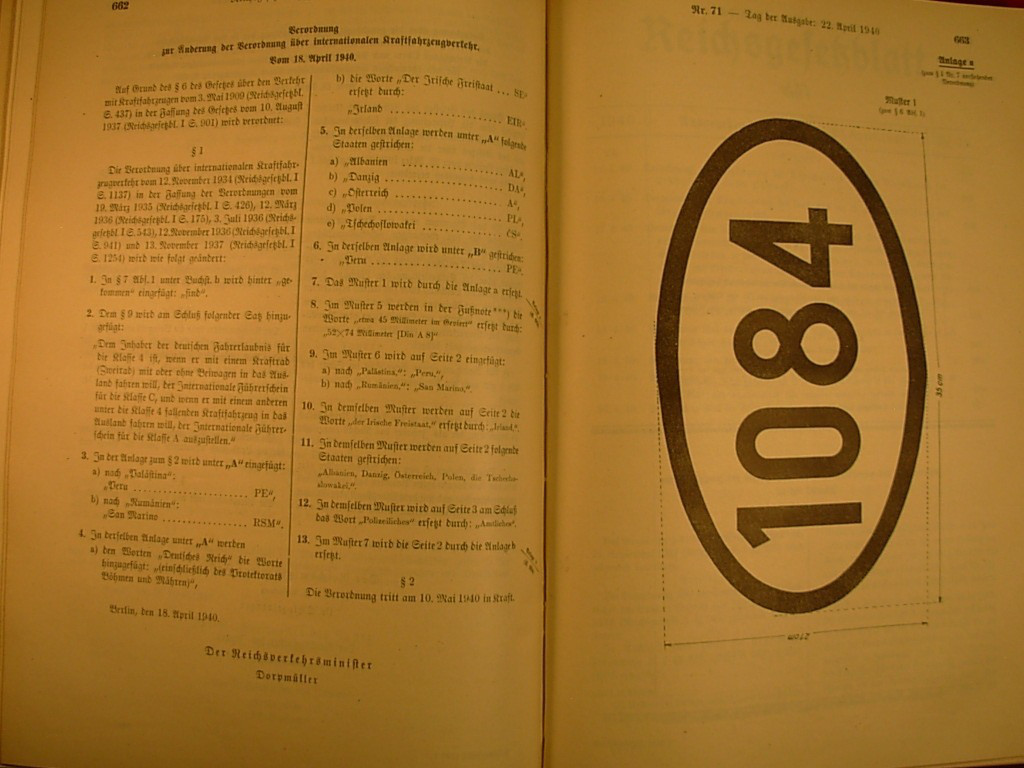 662
Verordnung
zur Änderung der Verordnung über internationalen Kraftfahrzeugverkehr.
Vom 18. April 1940.
Auf Grund des § 6 des Gesetzes über den Verkehr
mit Kraftfahrzeugen vom 3. Mai 1909 (Reichsgesetzbl.
S. 437) in der Fassung des Gesetzes vom 10. August
1937 (Reichsgesetzbl. I S. 901) wird verordnet:
§ 1
Die Verordnung über internationalen Kraftfahr-
zeugverkehr vom 12. November 1934 (Reichsgesetzbl. I
S. 1137) in der Fassung der Verordnungen vom
19. März 1935 (Reichsgesetzbl. I S. 426), 12. März
1936 (Reichsgesetzbl. I S. 175), 3. Juli 1936 (Reichs-
gesetzbl. I S. 543), 12. November 1936 (Reichsgesetzbl. I
S. 941) und 13. November 1937 (Reichsgesetzbl. I
S. 1254) wird wie folgt geändert:
1. In § 7 Abs. 1 unter Buchst. b wird hinter „ge-
kommen" eingefügt: „sind".
2. Dem § 9 wird am Schluß folgender Satz hinzu-
gefügt:
„Dem Inhaber der deutschen Fahrerlaubnis für
die Klasse 4 ist, wenn er mit einem Kraftrad
(Zweirad) mit oder ohne Beiwagen in das Aus-
land fahren will, der Internationale Führerschein
für die Klasse C, und wenn er mit einem anderen
unter die Klasse 4 fallenden Kraftfahrzeug in das
Ausland fahren will, der Internationale Führer-
schein für die Klasse A auszustellen."
3. In der Anlage zum § 2 wird unter „A" eingefügt:
a) nach „Palästina":
„Peru .................. PE",
b) nach „Rumänien":
„San Marino .................. RSM".
4. In derselben Anlage unter „A" werden
a) den Worten „Deutsches Reich" die Worte
hinzugefügt: „(einschließlich des Protektorats
Böhmen und Mähren)",
b) die Worte „Der Irische Freistaat ... SE"
ersetzt durch:
„Irland .................. EIR".
5. In derselben Anlage werden unter „A" folgende
Staaten gestrichen:
a) „Albanien .................. AL",
b) „Danzig .................. DA",
c) „Österreich .................. A",
d) „Polen .................. PL",
e) „Tschechoslowakei .................. ČS".
6. In derselben Anlage wird unter „B" gestrichen:
„Peru .................. PE".
7. Das Muster 1 wird durch die Anlage a ersetzt.
8. Im Muster 5 werden in der Fußnote ***) die
Worte „etwa 45 Millimeter im Geviert" ersetzt durch:
„52×74 Millimeter [Din A 8]"
9. Im Muster 6 wird auf Seite 2 eingefügt:
a) nach „Palästina,": „Peru,",
b) nach „Rumänien,": „San Marino,".
10. In demselben Muster werden auf Seite 2 die
Worte „der Irische Freistaat," ersetzt durch: „Irland,".
11. In demselben Muster werden auf Seite 2 folgende
Staaten gestrichen:
„Albanien, Danzig, Österreich, Polen, die Tschecho-
slowakei,".
12. In demselben Muster wird auf Seite 3 am Schluß
das Wort „Polizeiliches" ersetzt durch: „Amtliches".
13. Im Muster 7 wird die Seite 2 durch die Anlage b
ersetzt.
§ 2
Die Verordnung tritt am 10. Mai 1940 in Kraft.
Berlin, den 18. April 1940.
Der Reichsverkehrsminister
Dorpmüller
Nr. 71 — Tag der Ausgabe: 22. April 1940
663
Anlage a
(zum § 1 Nr. 7 vorstehender
Verordnung)
Muster 1
(zum § 6 Abs. 1)
1084
35 cm